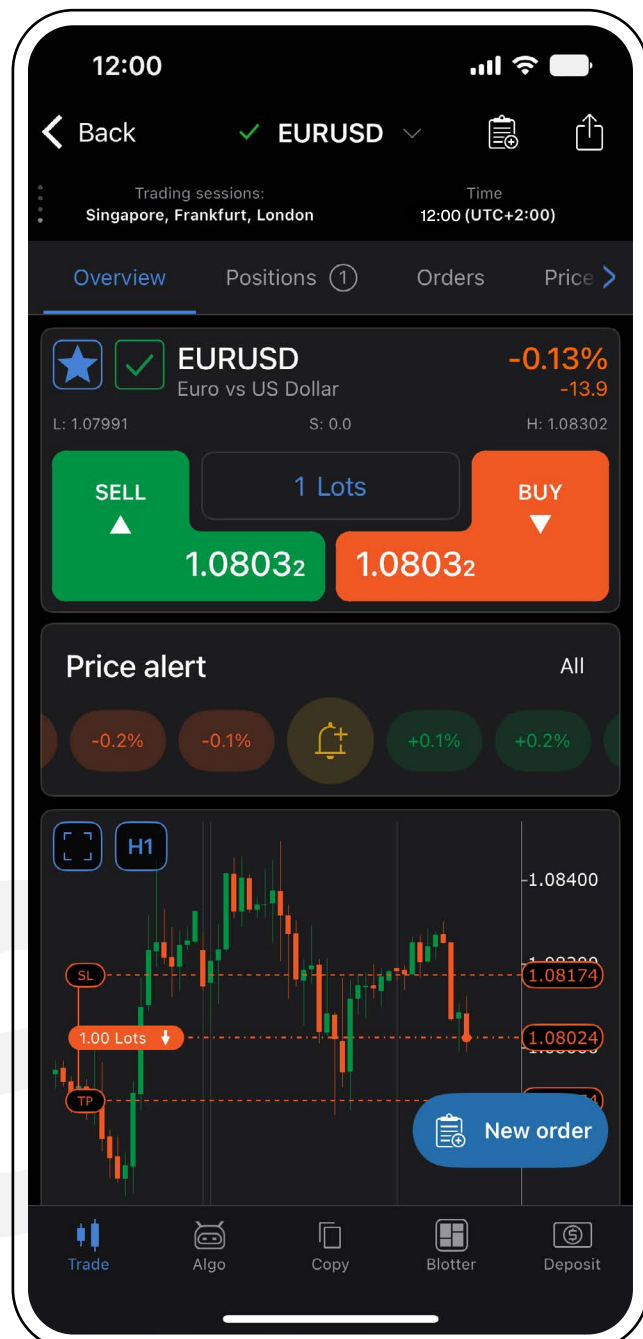 12:00
Back EURUSD
Trading sessions: Time
Singapore, Frankfurt, London 12:00 (UTC+2:00)
Overview Positions 1 Orders Price
EURUSD -0.13%
Euro vs US Dollar -13.9
L: 1.07991 S: 0.0 H: 1.08302
SELL 1 Lots BUY
1.08032 1.08032
Price alert All
-0.2% -0.1% +0.1% +0.2%
H1
1.08400
SL 1.08174
1.00 Lots 1.08024
TP
New order
Trade Algo Copy Blotter Deposit